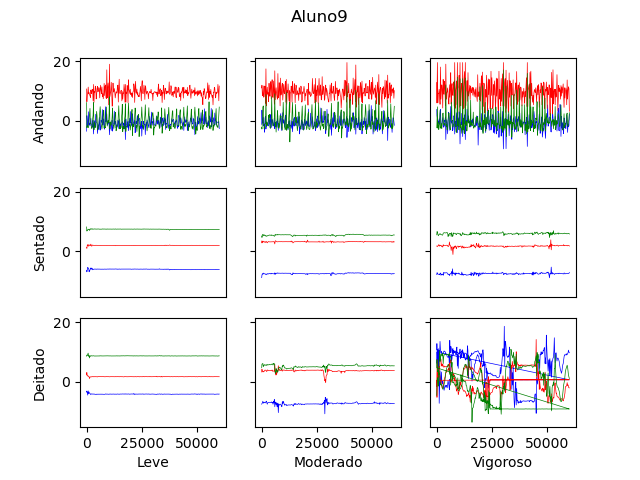 Aluno9
20
0
Andando
20
0
Sentado
20
0
Deitado
0 25000 50000
0 25000 50000
0 25000 50000
Leve
Moderado
Vigoroso